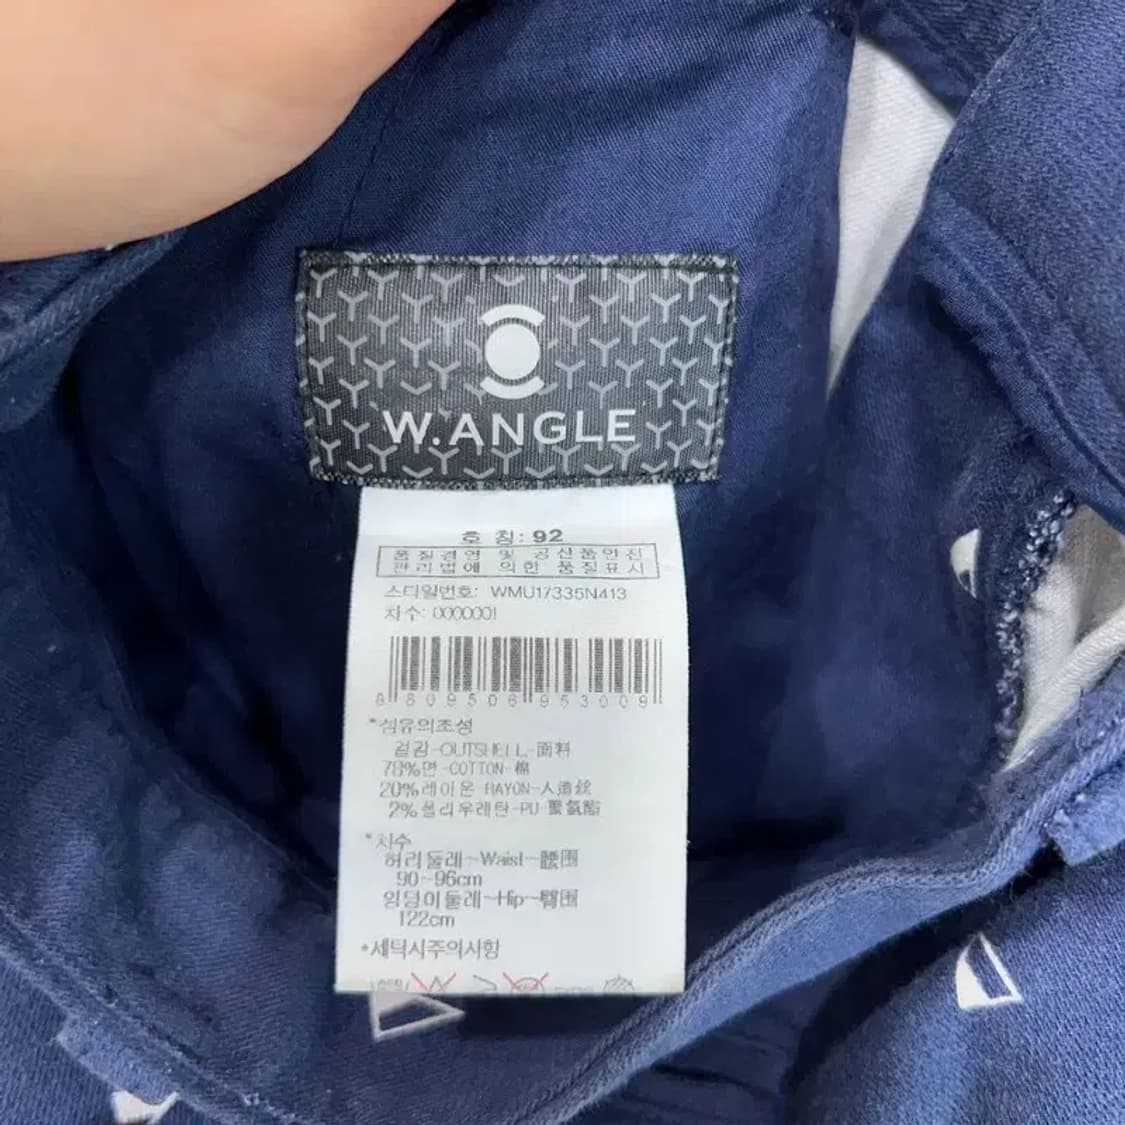 W.ANGLE
호 칭: 92
품질경영 및 공산품안전
관리법에 의한 품질표시
스타일번호: WMU17335N413
차수: 0000001
8809506953009
*섬유의조성
겉감-OUTSHELL-面料
78%면-COTTON-棉
20%레이온-RAYON-人造丝
2%폴리우레탄-PU-聚氨酯
*치수
허리둘레-Waist-腰围
90-96cm
엉덩이둘레-Hip-臀围
122cm
*세탁시주의사항